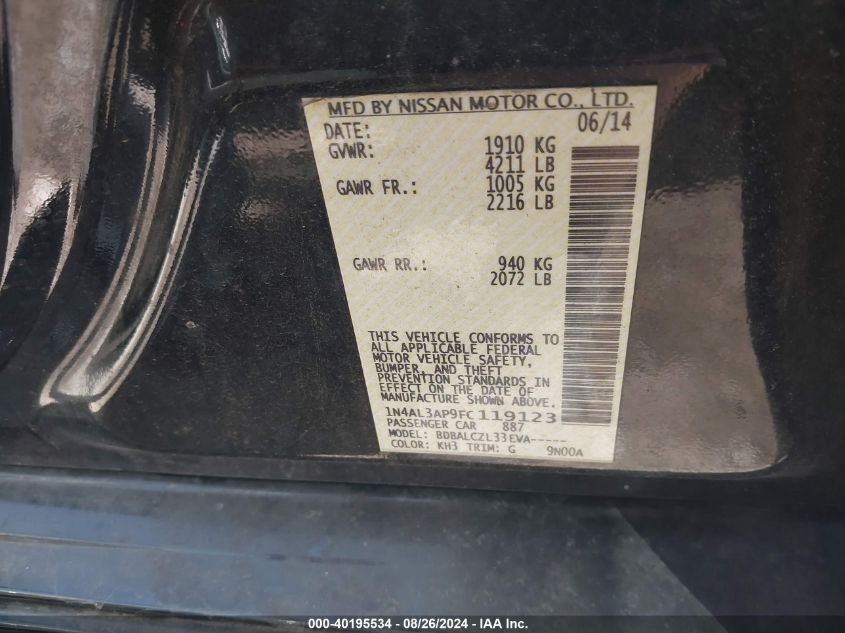 MFD BY NISSAN MOTOR CO., LTD.
DATE: 06/14
GVWR: 1910 KG
4211 LB
GAWR FR.: 1005 KG
2216 LB
GAWR RR.: 940 KG
2072 LB
THIS VEHICLE CONFORMS TO
ALL APPLICABLE FEDERAL
MOTOR VEHICLE SAFETY,
BUMPER, AND THEFT
PREVENTION STANDARDS IN
EFFECT ON THE DATE OF
MANUFACTURE SHOWN ABOVE.
1N4AL3AP9FC119123
PASSENGER CAR 887
MODEL: BDBALCZL33EVA-----
COLOR: KH3 TRIM: G 9N00A
000-40195534 - 08/26/2024 - IAA Inc.